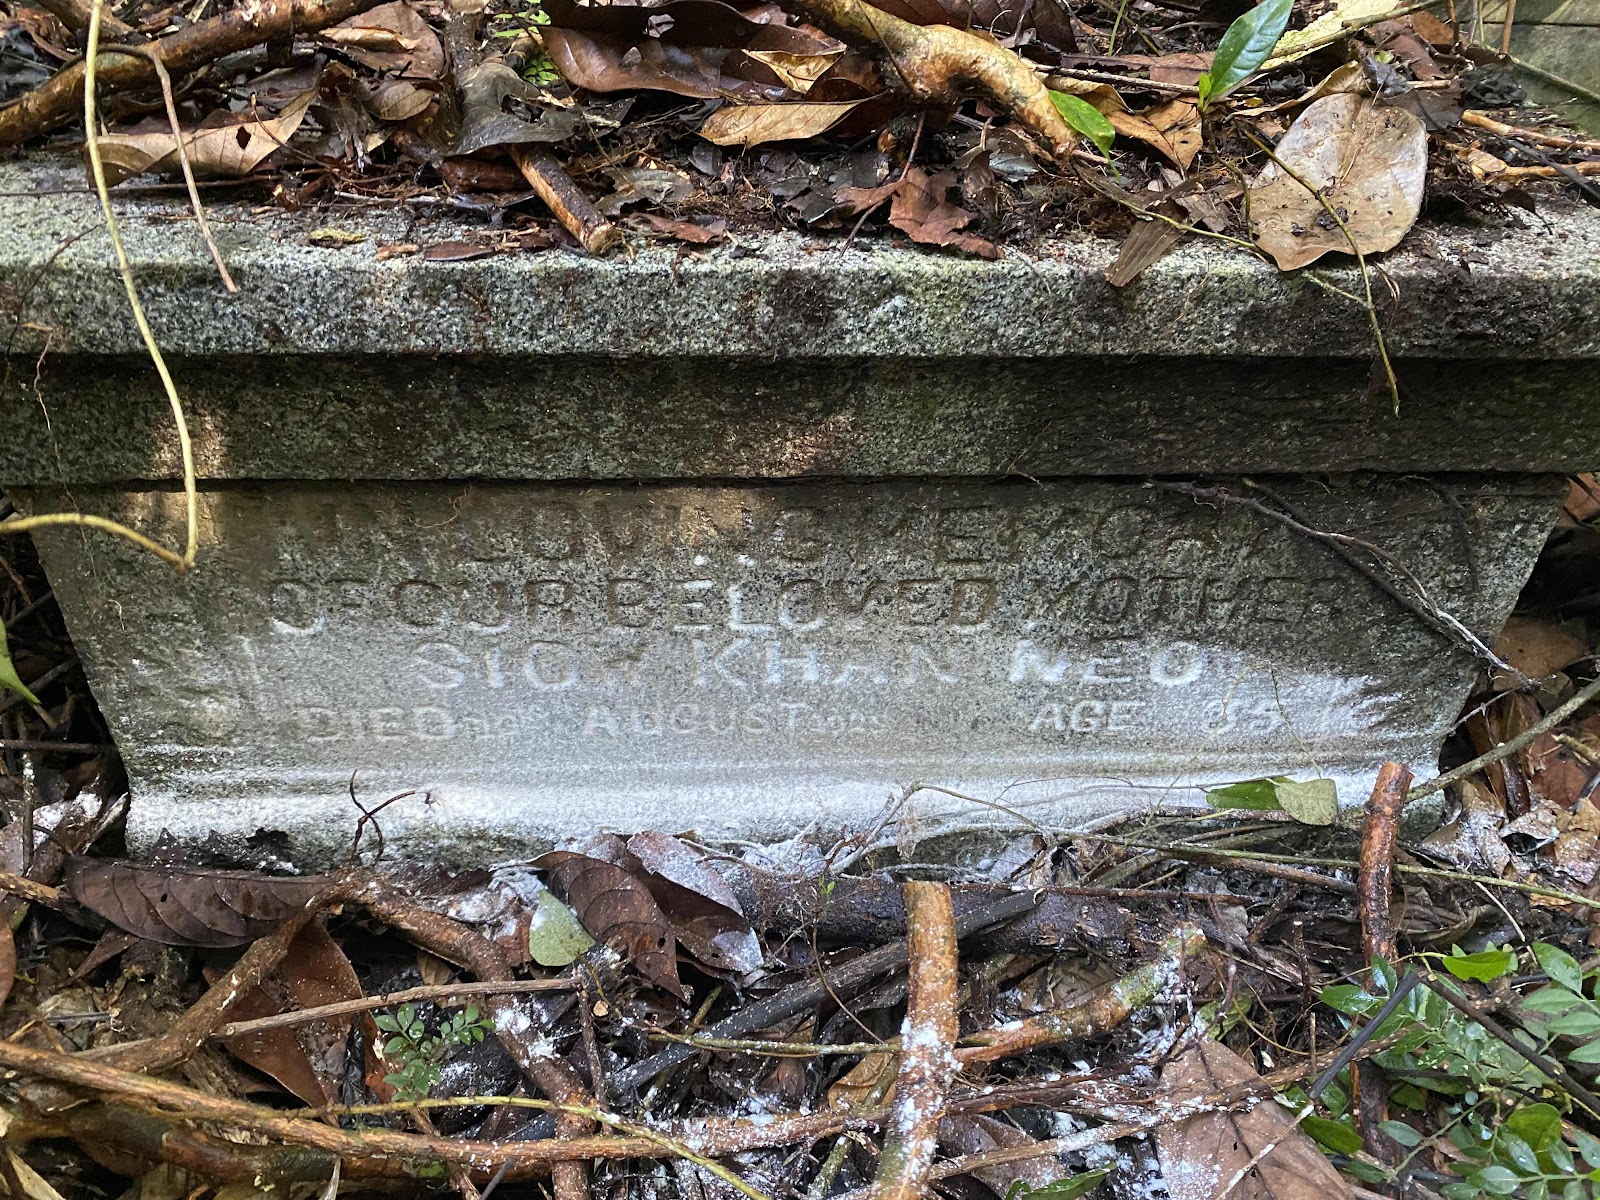 IN LOVING MEMORY
OF OUR BELOVED MOTHER
SIOW KHAN NEO
DIED AUGUST AGE